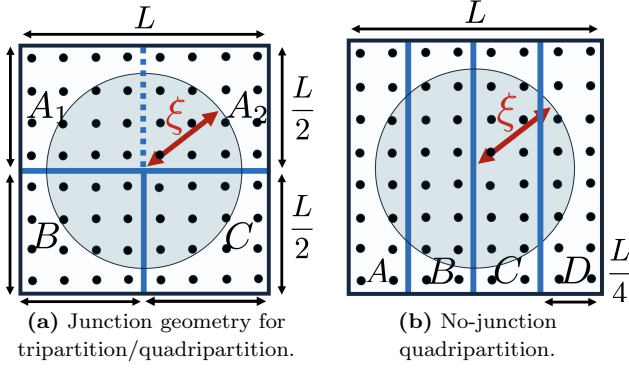 L
L
A₁
A₂
ξ
L/2
ξ
B
C
L/2
A
B
C
D
L/4
(a) Junction geometry for
tripartition/quadripartition.
(b) No-junction
quadripartition.